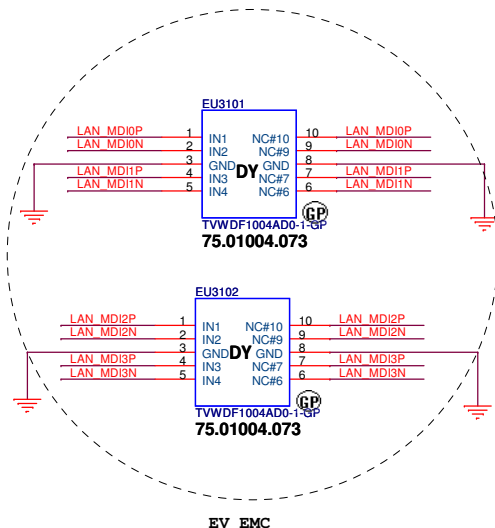 EU3101
LAN_MDI0P 1 IN1 NC#10 10 LAN_MDI0P
LAN_MDI0N 2 IN2 NC#9 9 LAN_MDI0N
3 GND GND 8
LAN_MDI1P 4 IN3 DY NC#7 7 LAN_MDI1P
LAN_MDI1N 5 IN4 NC#6 6 LAN_MDI1N
GP
TVWDF1004AD0-1-GP
75.01004.073
EU3102
LAN_MDI2P 1 IN1 NC#10 10 LAN_MDI2P
LAN_MDI2N 2 IN2 NC#9 9 LAN_MDI2N
3 GND DY GND 8
LAN_MDI3P 4 IN3 NC#7 7 LAN_MDI3P
LAN_MDI3N 5 IN4 NC#6 6 LAN_MDI3N
GP
TVWDF1004AD0-1-GP
75.01004.073
EV EMC